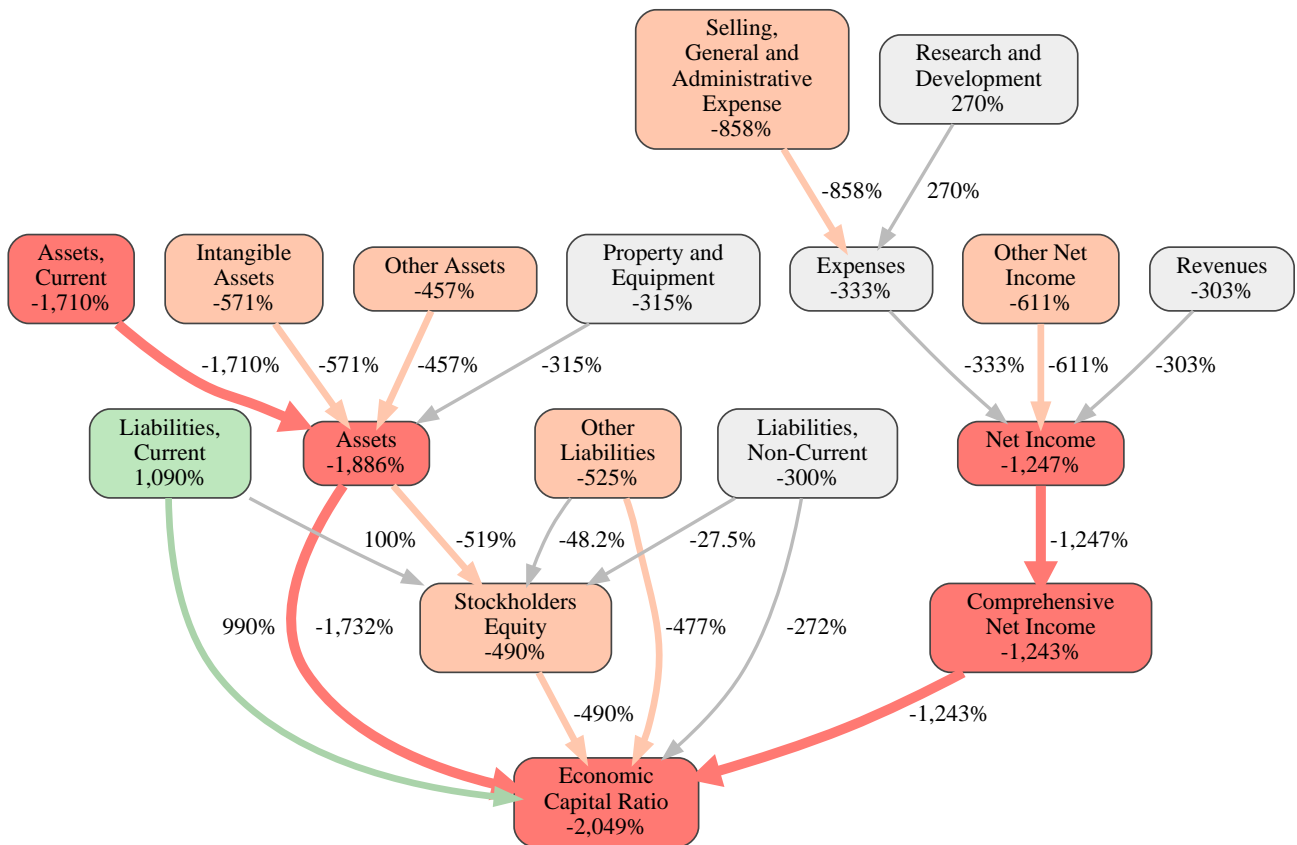 Selling,
General and
Administrative
Expense
-858%
Research and
Development
270%
-858%
270%
Assets,
Current
-1,710%
Intangible
Assets
-571%
Other Assets
-457%
Property and
Equipment
-315%
Expenses
-333%
Other Net
Income
-611%
Revenues
-303%
-1,710%
-571%
-457%
-315%
-333%
-611%
-303%
Liabilities,
Current
1,090%
Assets
-1,886%
Other
Liabilities
-525%
Liabilities,
Non-Current
-300%
Net Income
-1,247%
100%
-519%
-48.2%
-27.5%
-1,247%
990%
-1,732%
Stockholders
Equity
-490%
-477%
-272%
Comprehensive
Net Income
-1,243%
-490%
-1,243%
Economic
Capital Ratio
-2,049%